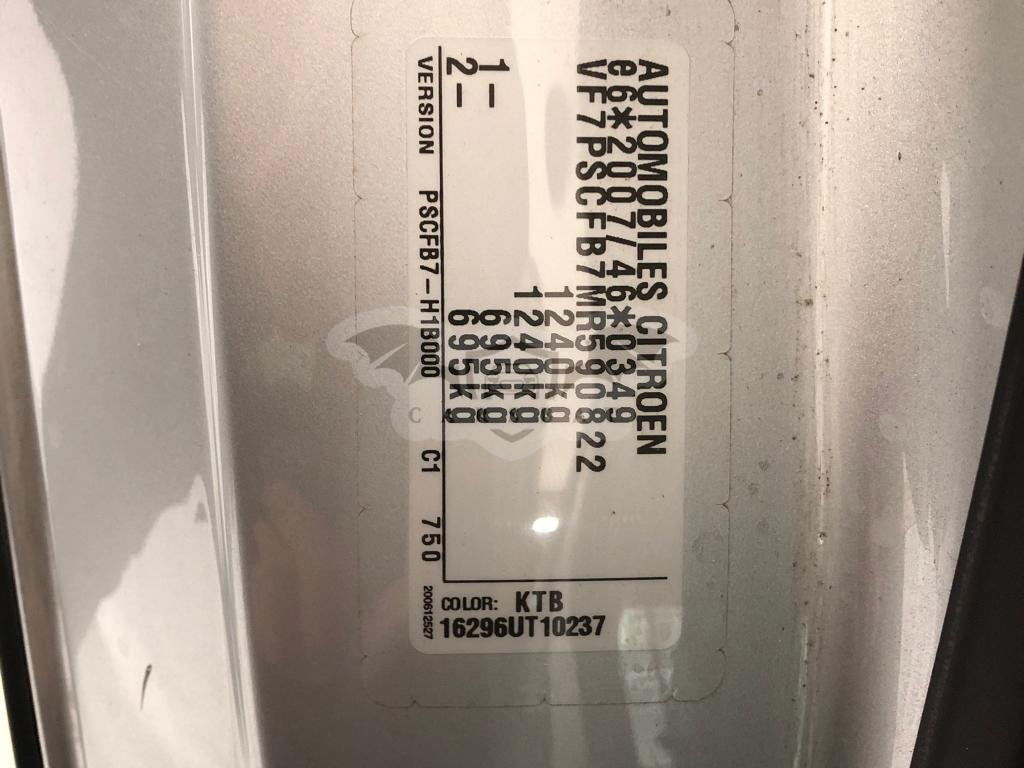 AUTOMOBILES CITROEN
e6*2007/46*0349
VF7PSCFB7MR590822
1240kg
1240kg
1- 695kg
2- 695kg
VERSION PSCFB7-H1B000 C1 750
200612527
COLOR: KTB
16296UT10237